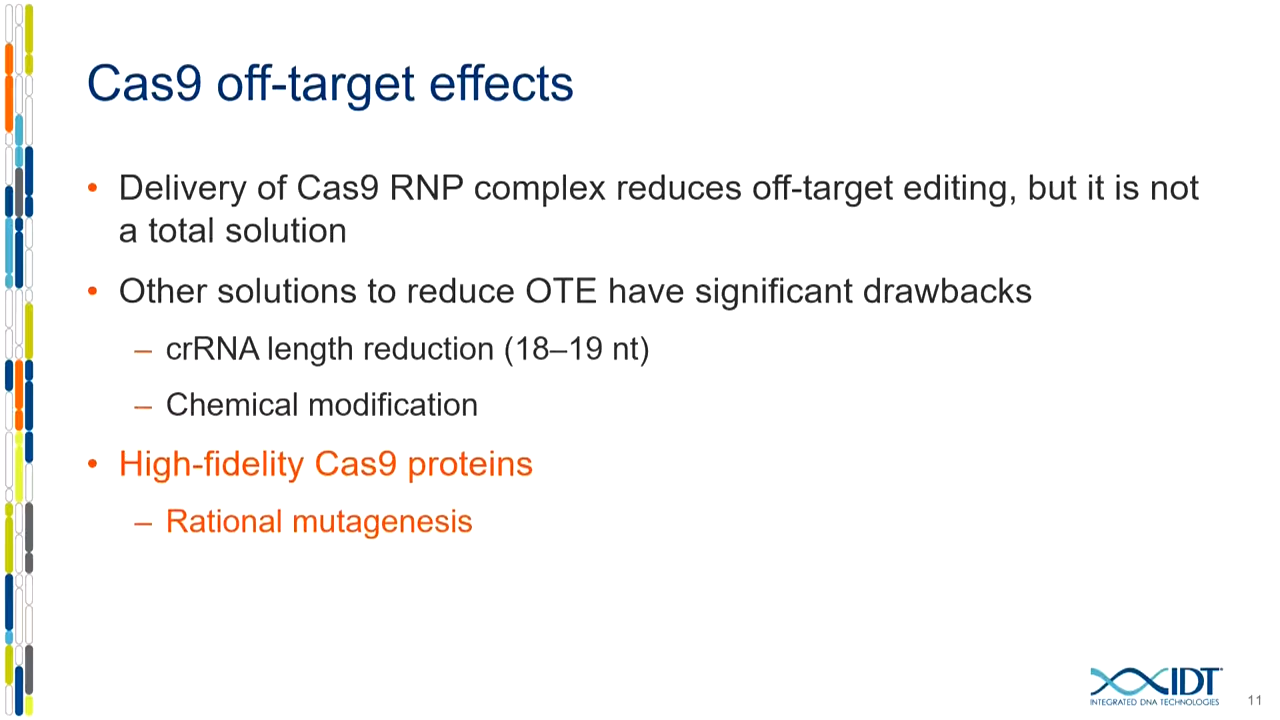 Cas9 off-target effects
• Delivery of Cas9 RNP complex reduces off-target editing, but it is not
a total solution
• Other solutions to reduce OTE have significant drawbacks
– crRNA length reduction (18–19 nt)
– Chemical modification
• High-fidelity Cas9 proteins
– Rational mutagenesis
IDT
INTEGRATED DNA TECHNOLOGIES
11